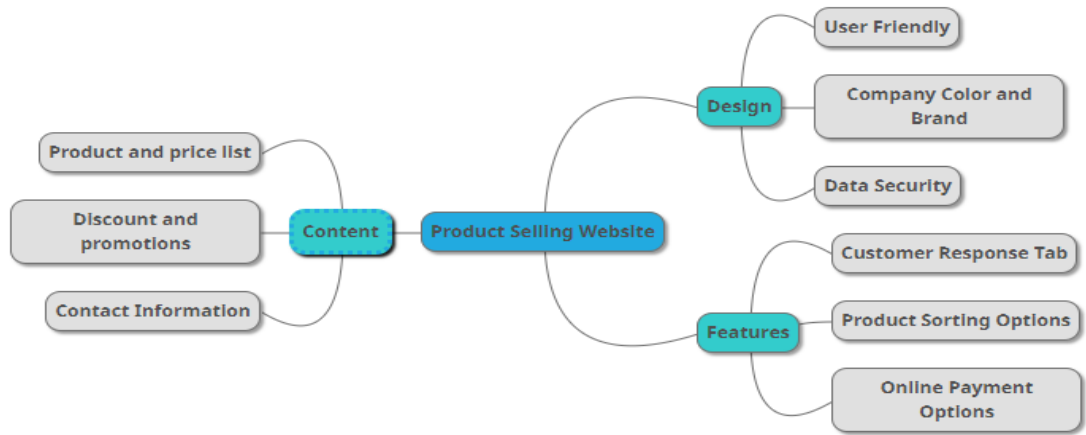 User Friendly
Design
Company Color and
Brand
Data Security
Product and price list
Discount and
promotions
Contact Information
Content
Product Selling Website
Customer Response Tab
Features
Product Sorting Options
Online Payment
Options